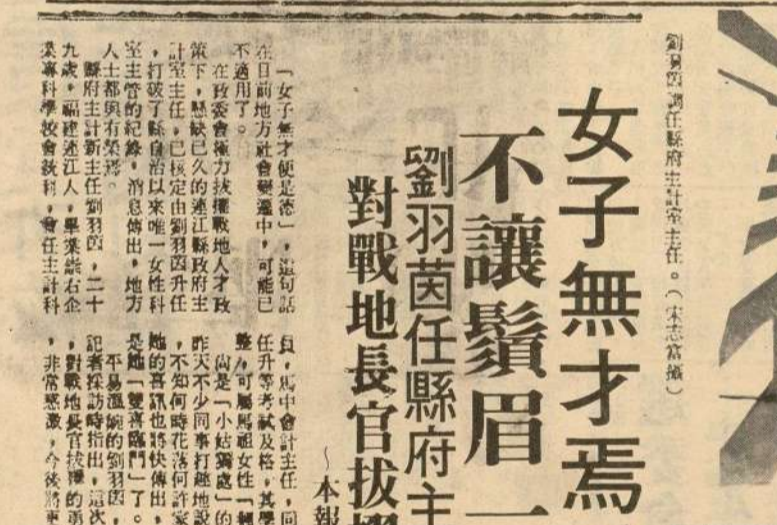 劉羽茵調任縣府主計室主任。（宋志富攝）
女子無才焉
不讓鬚眉一
劉羽茵任縣府主
對戰地長官拔擢
～本報
「女子無才便是德」，這句話
在目前地方社會變遷中，可能已
不適用了。
在政委會極力拔擢戰地人才政
策下，懸缺已久的連江縣政府主
計室主任，已核定由劉羽茵升任
，打破了縣自治以來唯一女性科
室主管的紀錄，消息傳出，地方
人士都與有榮焉。
縣府主計新主任劉羽茵，二十
九歲，福建連江人，畢業崇右企
業專科學校會統科，曾任主計科
員，馬中會計主任，同
任升等考試及格，其學
整，可屬馬祖女性「
尚是「小姑獨處」的
昨天不少同事打趣地說
，不知何時花落何許家
她的喜訊也將快傳出，
是她「雙喜臨門」了。
平易溫婉的劉羽茵，
記者採訪時指出，這次
，對戰地長官拔擢的
，非常感激，今後將更